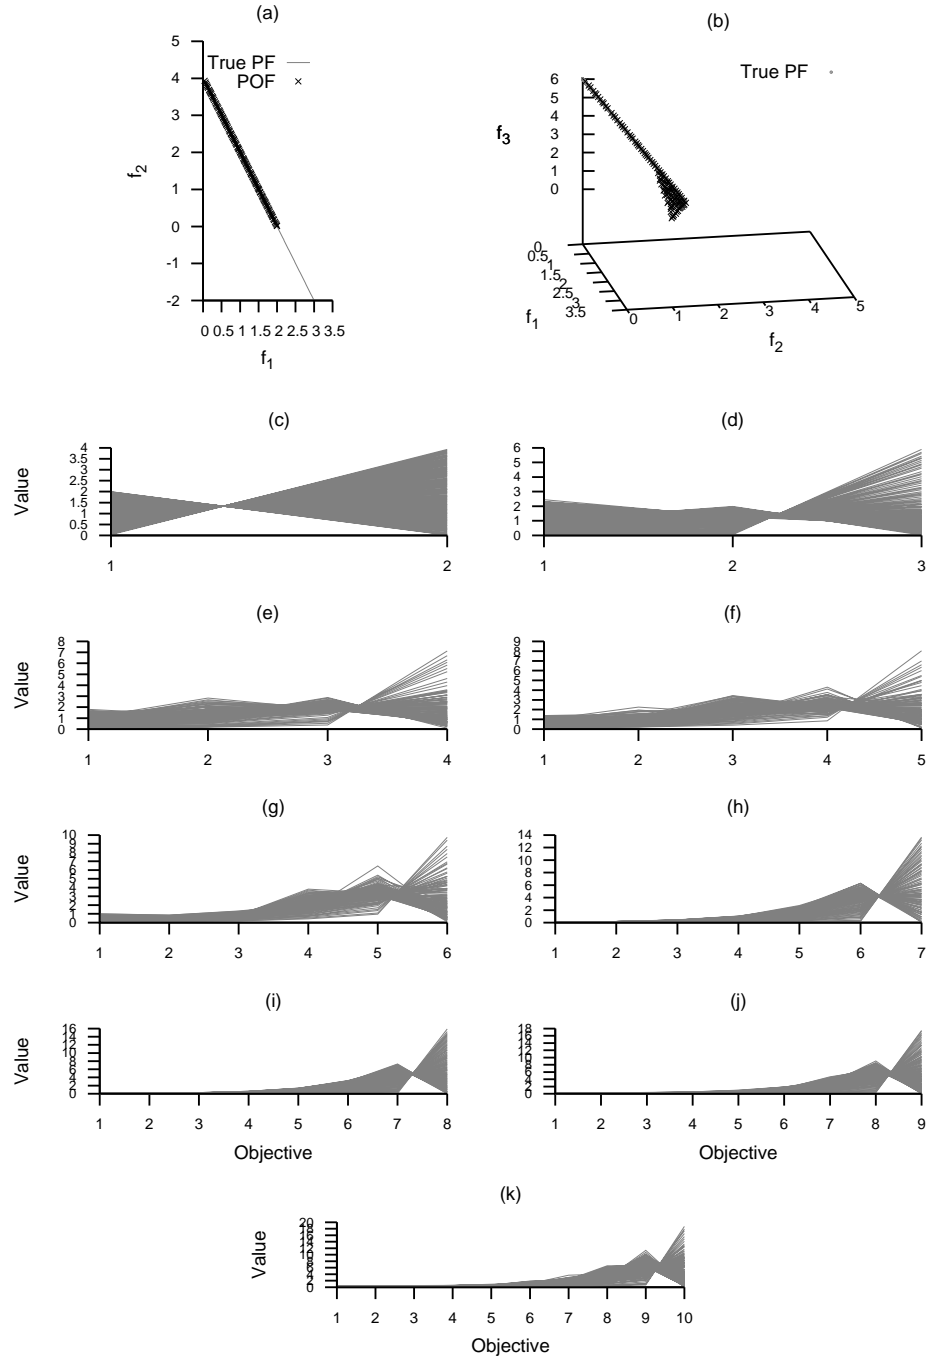 (a)
5
4
3
2
1
0
-1
-2
True PF
POF
f2
0 0.5 1 1.5 2 2.5 3 3.5
f1
(b)
True PF
6
5
4
3
2
1
0
f3
0
0.5
1
1.5
2
2.5
3
3.5
f1
0 1 2 3 4 5
f2
(c)
4
3.5
3
2.5
2
1.5
1
0.5
0
Value
1 2
(d)
6
5
4
3
2
1
0
1 2 3
(e)
8
7
6
5
4
3
2
1
0
Value
1 2 3 4
(f)
9
8
7
6
5
4
3
2
1
0
1 2 3 4 5
(g)
10
9
8
7
6
5
4
3
2
1
0
Value
1 2 3 4 5 6
(h)
14
12
10
8
6
4
2
0
1 2 3 4 5 6 7
(i)
16
14
12
10
8
6
4
2
0
Value
1 2 3 4 5 6 7 8
Objective
(j)
18
16
14
12
10
8
6
4
2
0
1 2 3 4 5 6 7 8 9
Objective
(k)
20
18
16
14
12
10
8
6
4
2
0
Value
1 2 3 4 5 6 7 8 9 10
Objective